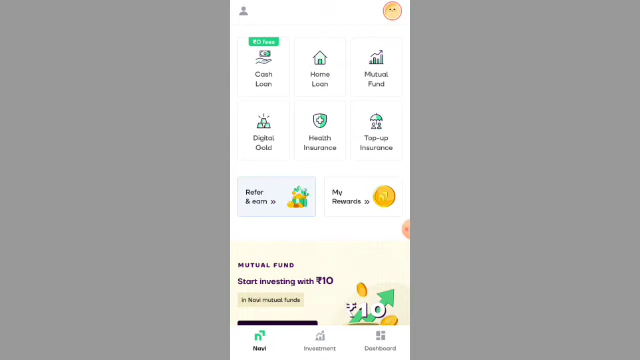 ₹0 fees
Cash
Loan
Home
Loan
Mutual
Fund
Digital
Gold
Health
Insurance
Top-up
Insurance
Refer
& earn »
My
Rewards »
MUTUAL FUND
Start investing with ₹10
in Navi mutual funds
₹10
Navi
Investment
Dashboard